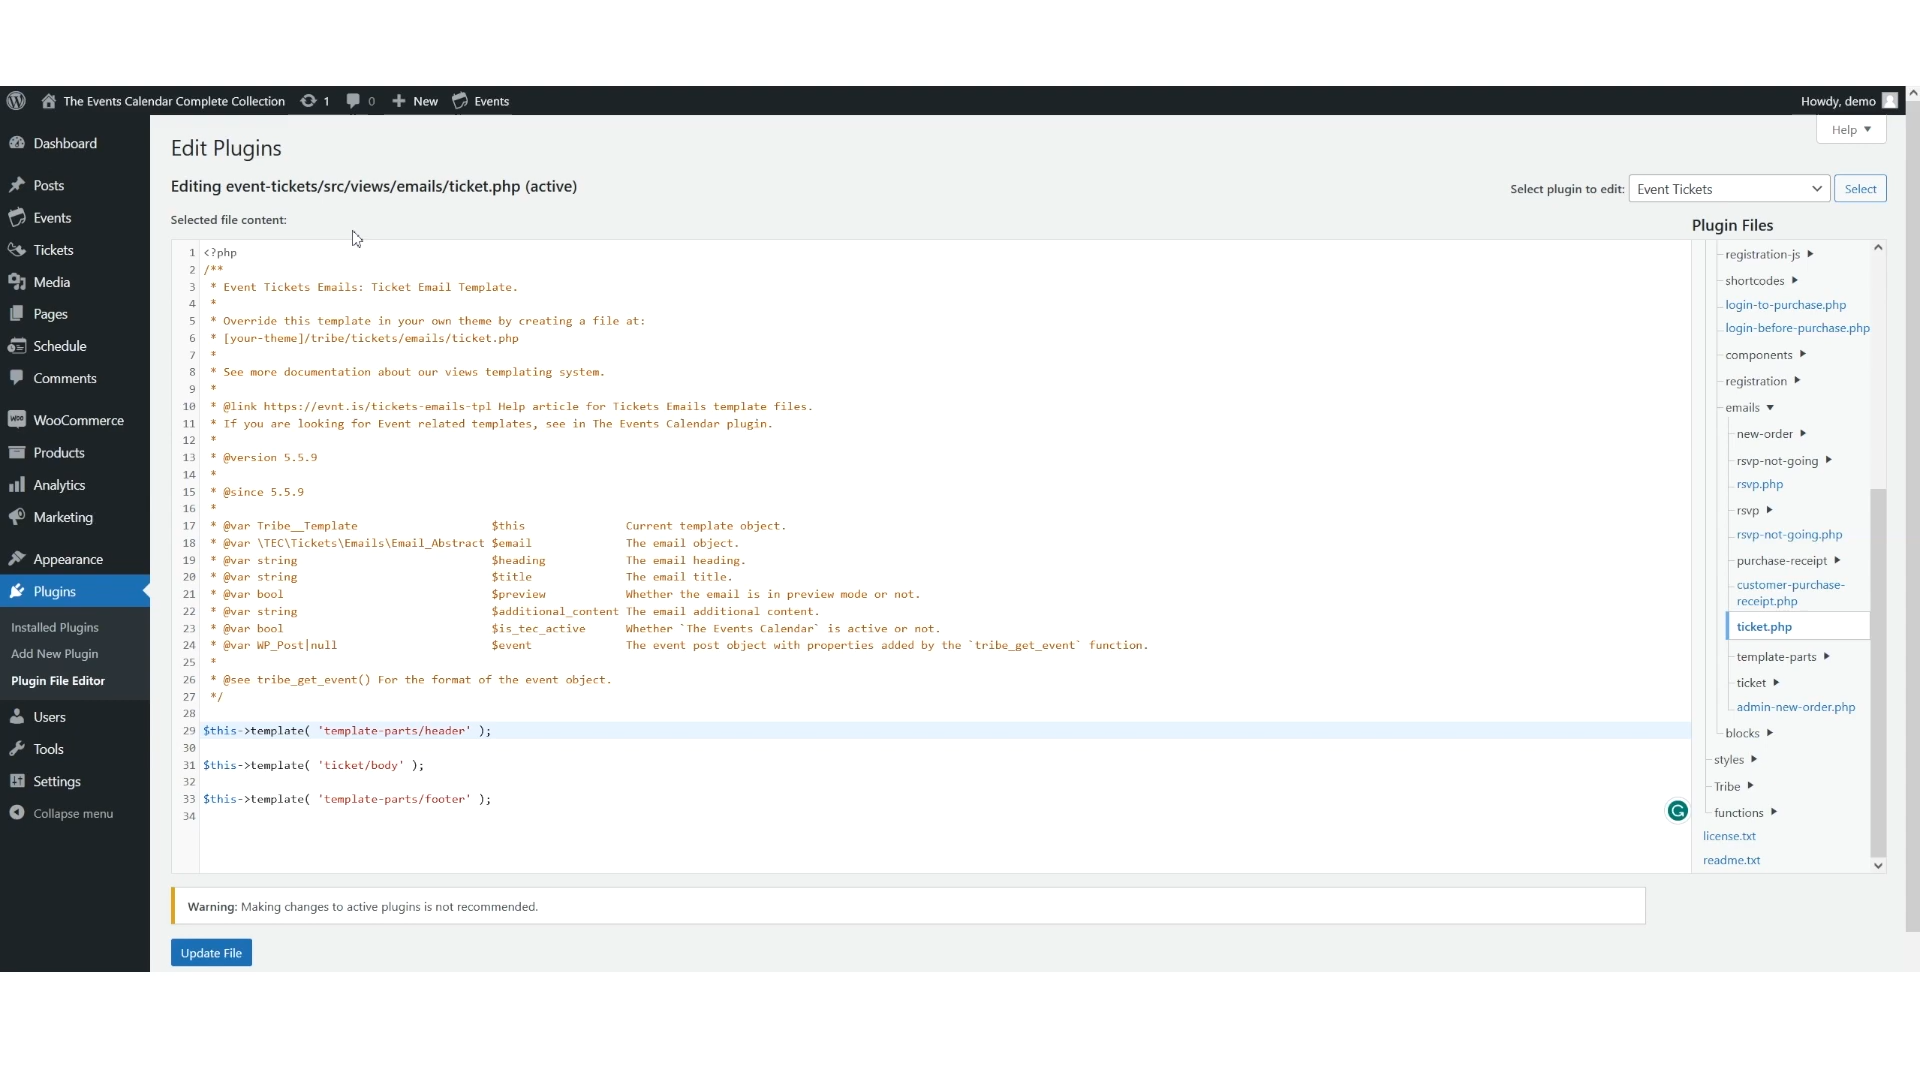 The Events Calendar Complete Collection 1 0 New Events Howdy, demo
Help
Dashboard
Posts
Events
Tickets
Media
Pages
Schedule
Comments
WooCommerce
Products
Analytics
Marketing
Appearance
Plugins
Installed Plugins
Add New Plugin
Plugin File Editor
Users
Tools
Settings
Collapse menu
Edit Plugins
Editing event-tickets/src/views/emails/ticket.php (active)
Select plugin to edit: Event Tickets Select
Selected file content:
1 <?php
2 /**
3 * Event Tickets Emails: Ticket Email Template.
4 *
5 * Override this template in your own theme by creating a file at:
6 * [your-theme]/tribe/tickets/emails/ticket.php
7 *
8 * See more documentation about our views templating system.
9 *
10 * @link https://evnt.is/tickets-emails-tpl Help article for Tickets Emails template files.
11 * If you are looking for Event related templates, see in The Events Calendar plugin.
12 *
13 * @version 5.5.9
14 *
15 * @since 5.5.9
16 *
17 * @var Tribe__Template $this Current template object.
18 * @var \TEC\Tickets\Emails\Email_Abstract $email The email object.
19 * @var string $heading The email heading.
20 * @var string $title The email title.
21 * @var bool $preview Whether the email is in preview mode or not.
22 * @var string $additional_content The email additional content.
23 * @var bool $is_tec_active Whether `The Events Calendar` is active or not.
24 * @var WP_Post|null $event The event post object with properties added by the `tribe_get_event` function.
25 *
26 * @see tribe_get_event() For the format of the event object.
27 */
28
29 $this->template( 'template-parts/header' );
30
31 $this->template( 'ticket/body' );
32
33 $this->template( 'template-parts/footer' );
34
Plugin Files
registration-js
shortcodes
login-to-purchase.php
login-before-purchase.php
components
registration
emails
new-order
rsvp-not-going
rsvp.php
rsvp
rsvp-not-going.php
purchase-receipt
customer-purchase-
receipt.php
ticket.php
template-parts
ticket
admin-new-order.php
blocks
styles
Tribe
functions
license.txt
readme.txt
Warning: Making changes to active plugins is not recommended.
Update File